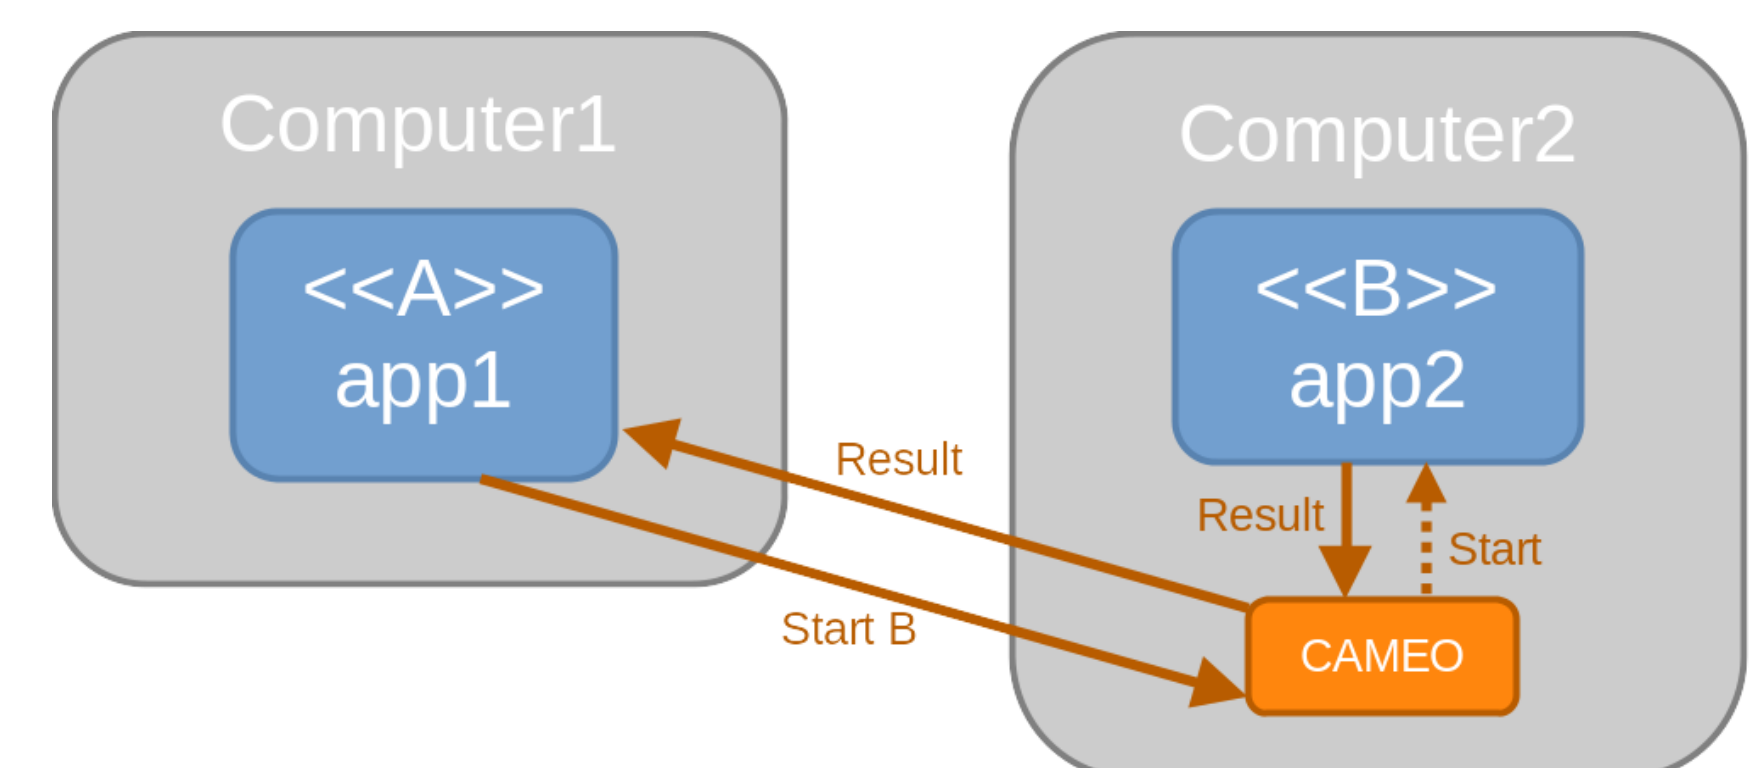 Computer1
<<A>>
app1
Computer2
<<B>>
app2
Result
Start B
Result
Start
CAMEO